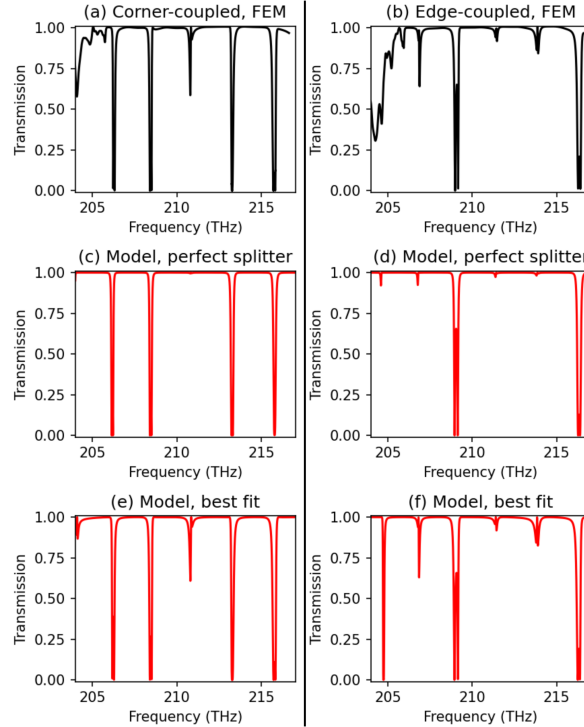 (a) Corner-coupled, FEM
1.00
0.75
0.50
0.25
0.00
Transmission
205 210 215
Frequency (THz)
(b) Edge-coupled, FEM
1.00
0.75
0.50
0.25
0.00
Transmission
205 210 215
Frequency (THz)
(c) Model, perfect splitter
1.00
0.75
0.50
0.25
0.00
Transmission
205 210 215
Frequency (THz)
(d) Model, perfect splitter
1.00
0.75
0.50
0.25
0.00
Transmission
205 210 215
Frequency (THz)
(e) Model, best fit
1.00
0.75
0.50
0.25
0.00
Transmission
205 210 215
Frequency (THz)
(f) Model, best fit
1.00
0.75
0.50
0.25
0.00
Transmission
205 210 215
Frequency (THz)